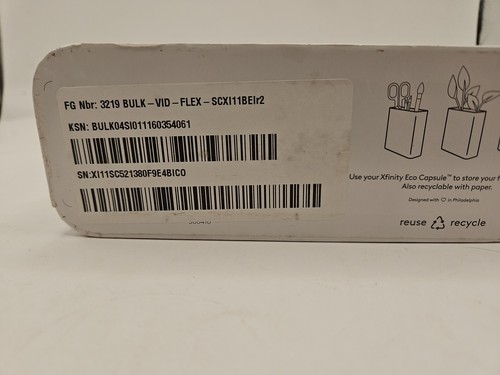 FG Nbr: 3219 BULK-VID-FLEX-SCXI11BEIr2
KSN: BULK04SI011160354061
SN:XI11SC521380F9E4BICO
Use your Xfinity Eco Capsule™ to store your
Also recyclable with paper.
Designed with ♡ in Philadelphia
reuse ♺ recycle